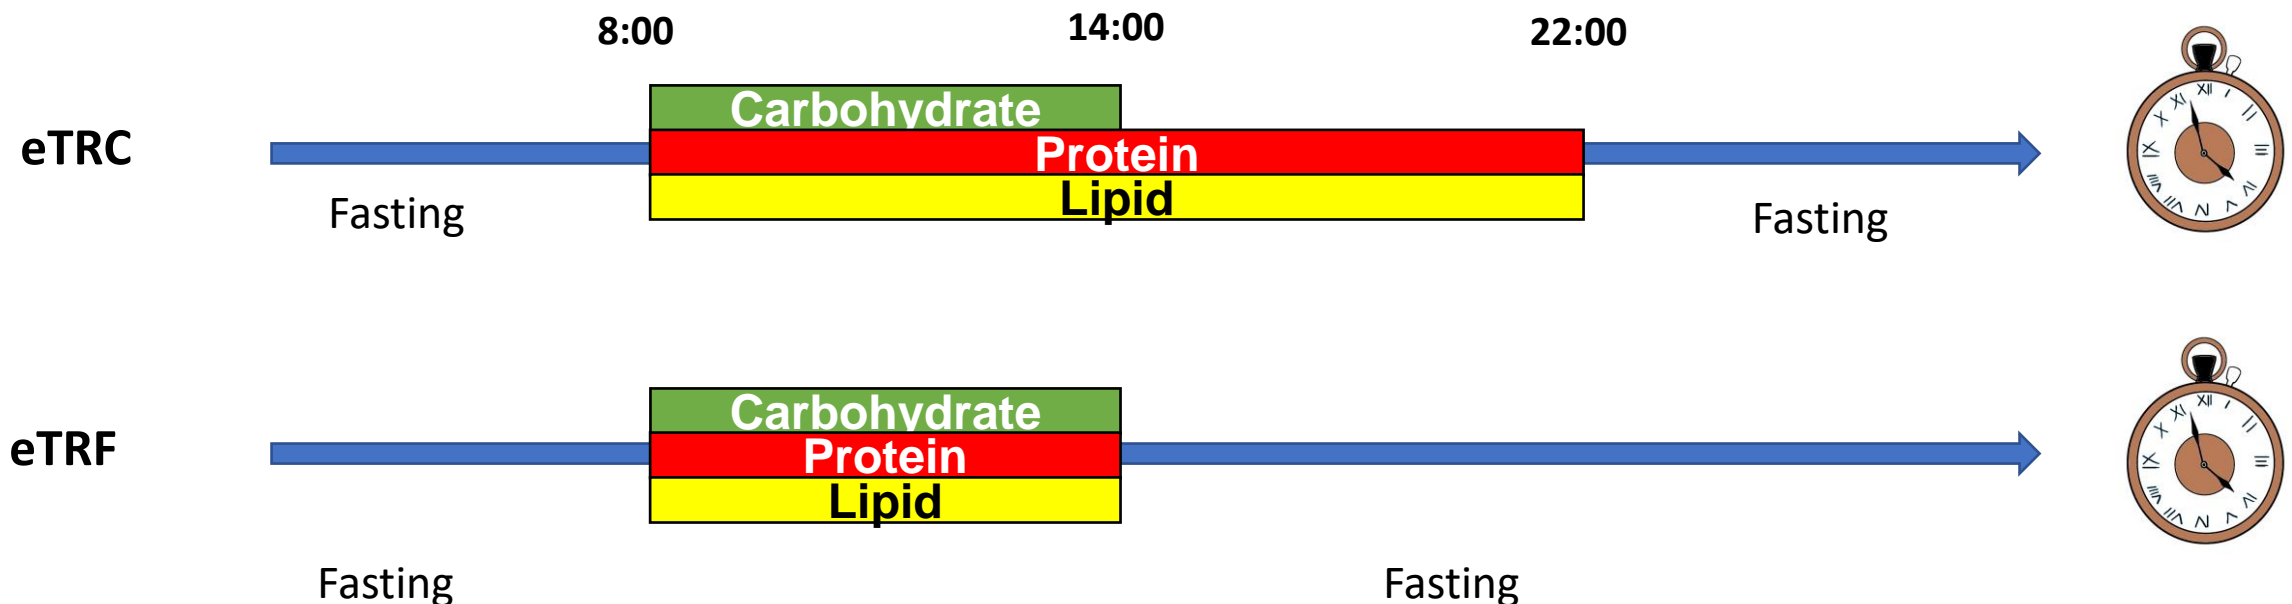 8:00 14:00 22:00
eTRC
Carbohydrate
Protein
Lipid
Fasting Fasting
eTRF
Carbohydrate
Protein
Lipid
Fasting Fasting